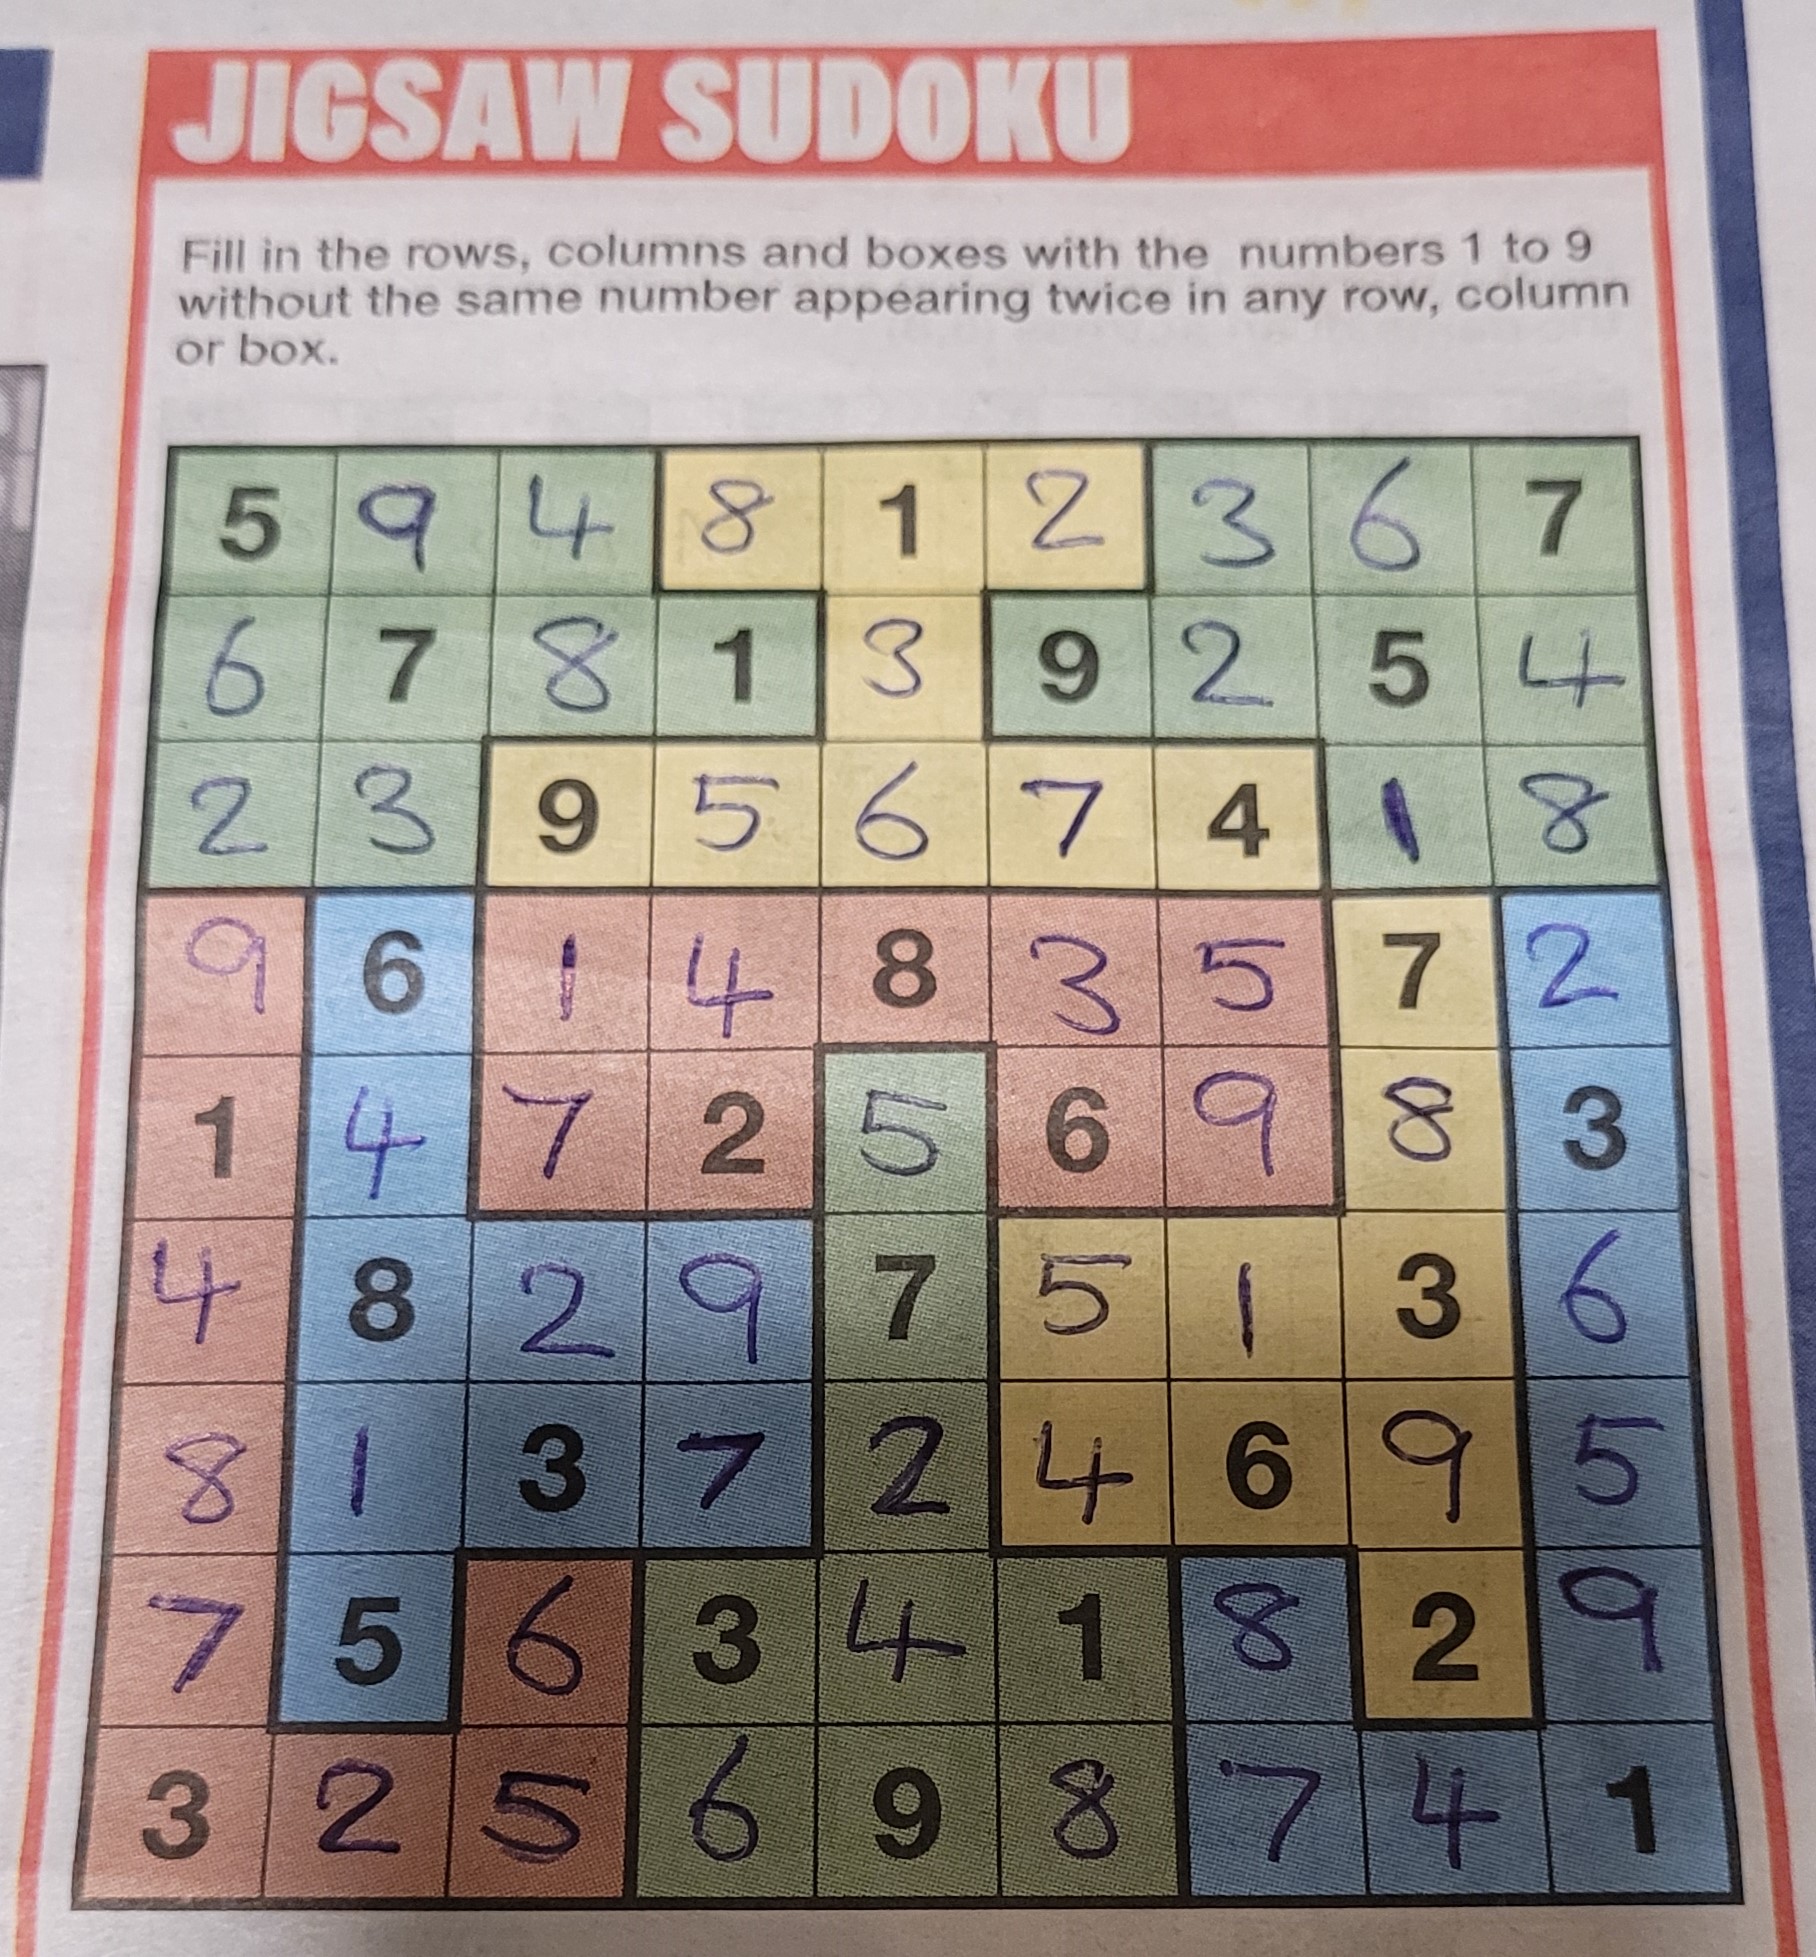 JIGSAW SUDOKU
Fill in the rows, columns and boxes with the numbers 1 to 9
without the same number appearing twice in any row, column
or box.
5 9 4 8 1 2 3 6 7
6 7 8 1 3 9 2 5 4
2 3 9 5 6 7 4 1 8
9 6 1 4 8 3 5 7 2
1 4 7 2 5 6 9 8 3
4 8 2 9 7 5 1 3 6
8 1 3 7 2 4 6 9 5
7 5 6 3 4 1 8 2 9
3 2 5 6 9 8 7 4 1